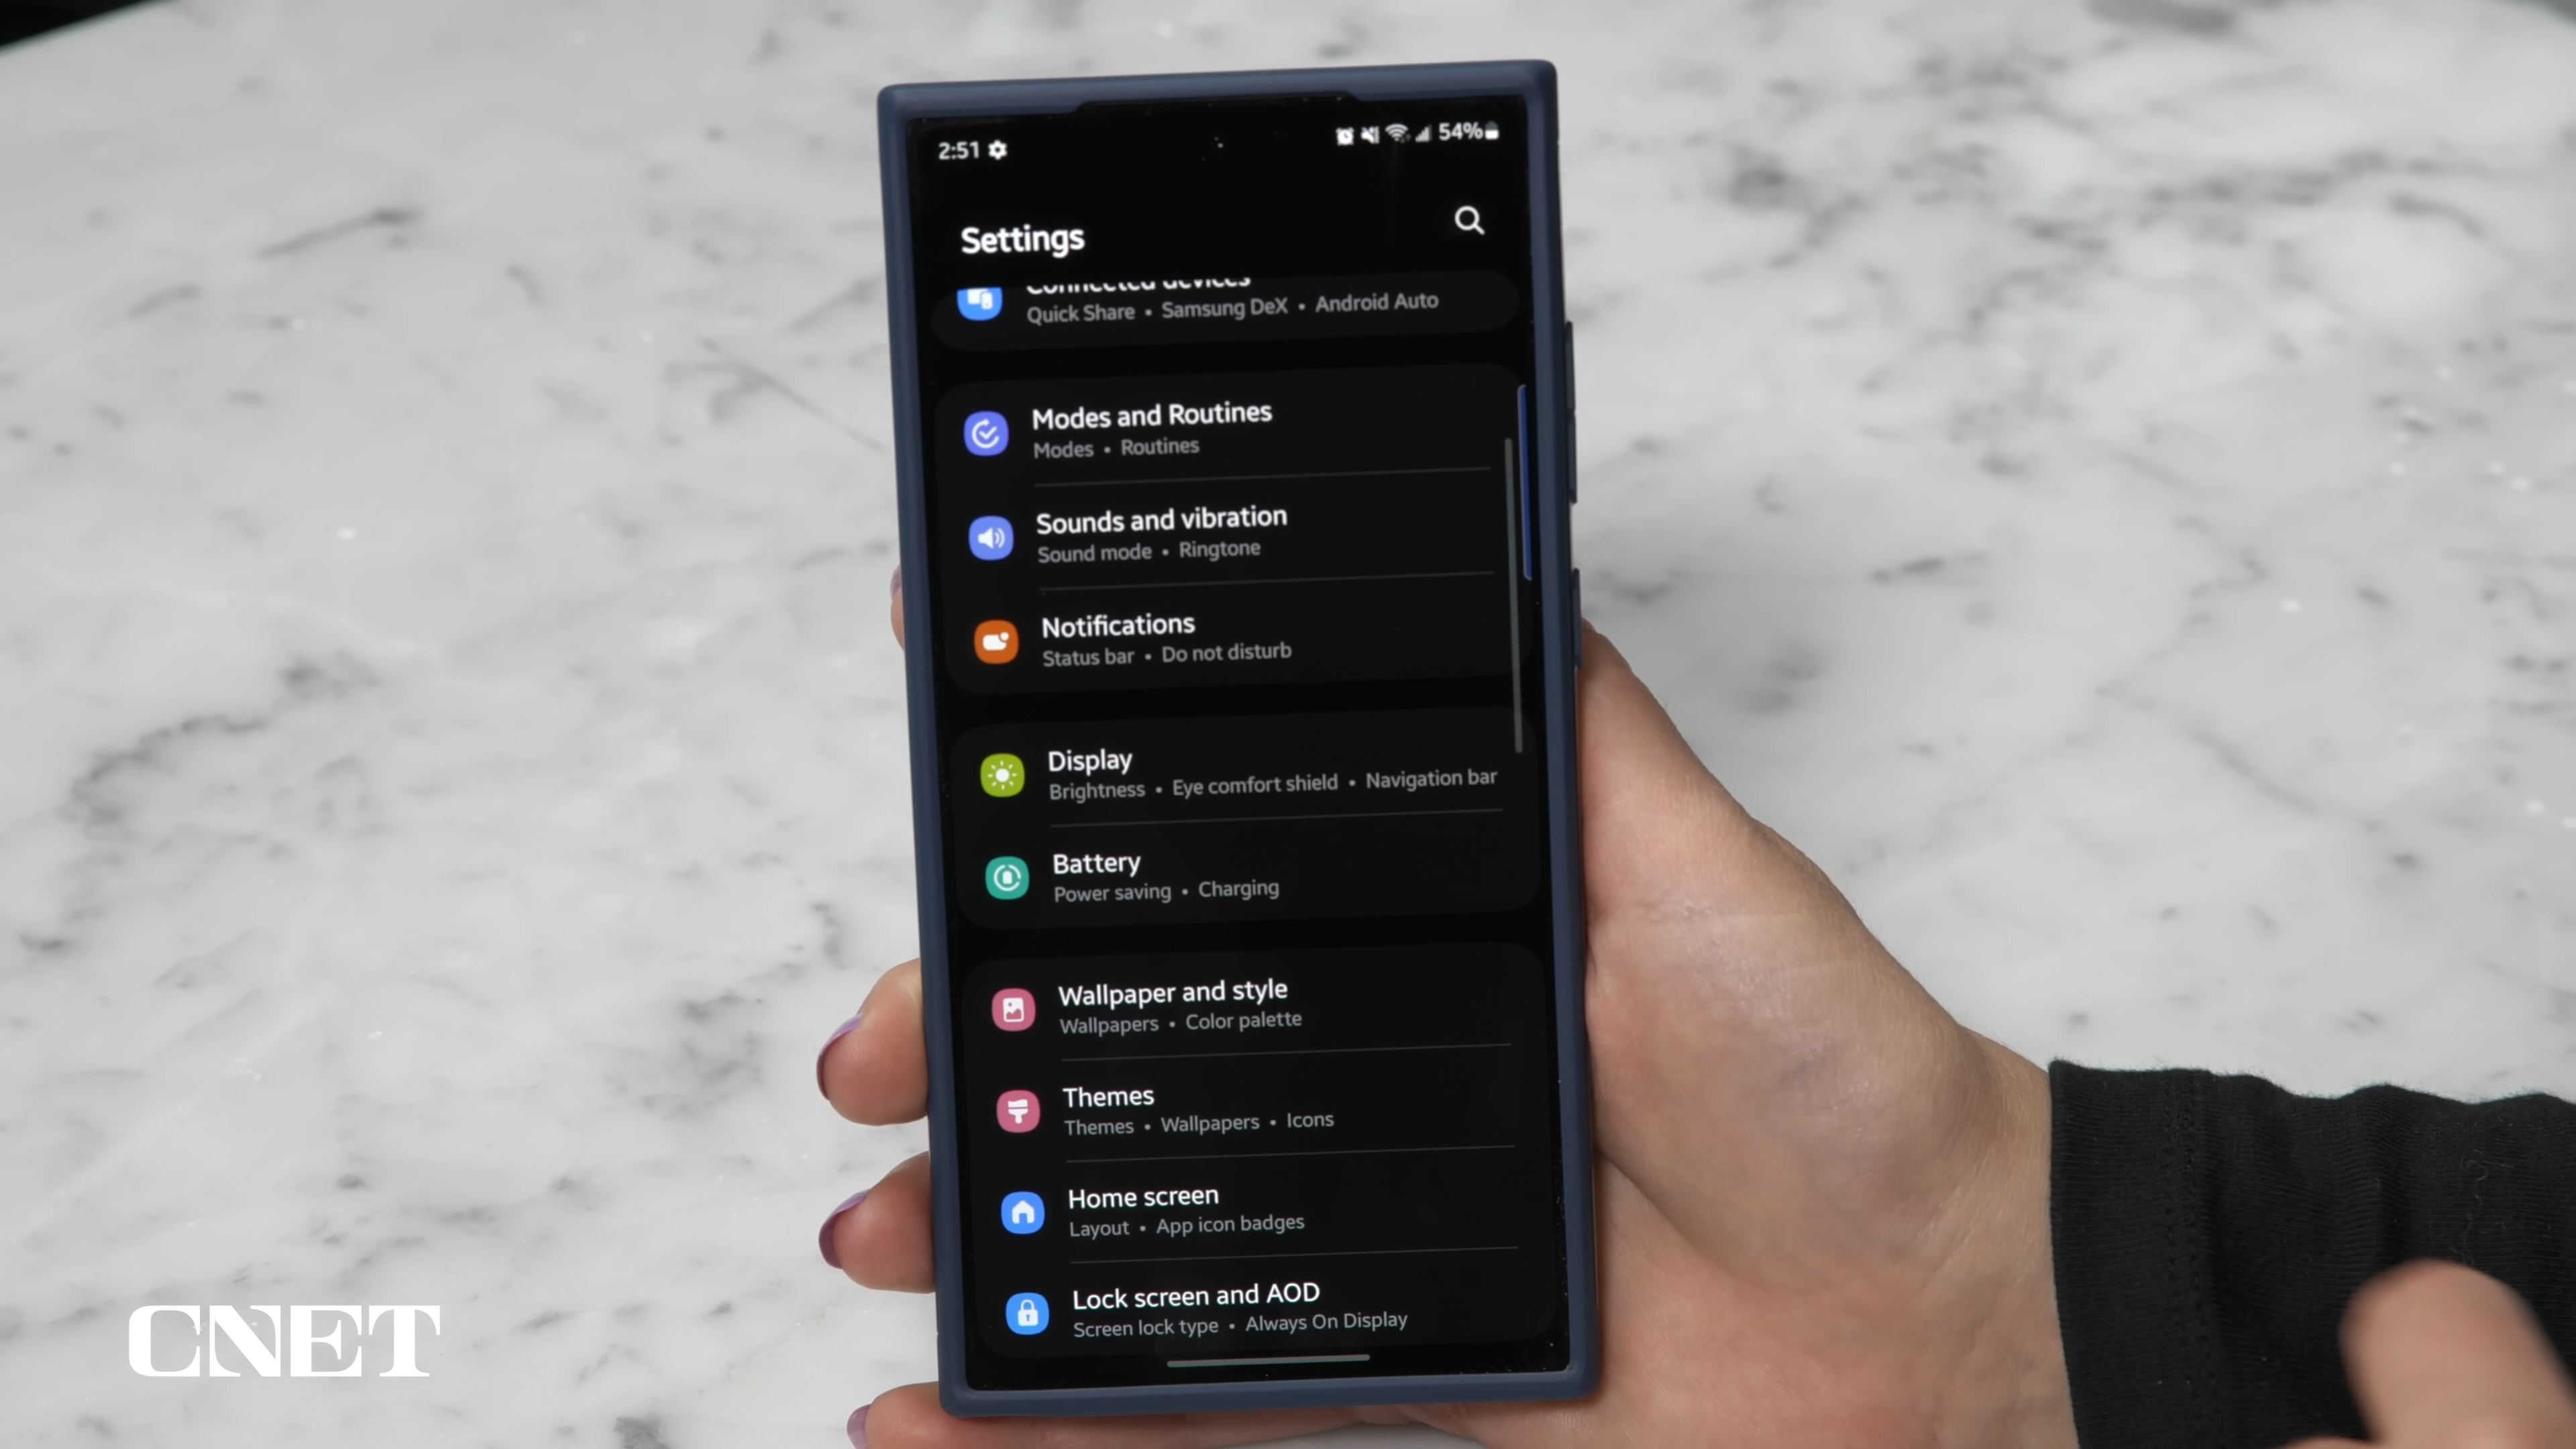 2:51
54%
Settings
Connected devices
Quick Share • Samsung DeX • Android Auto
Modes and Routines
Modes • Routines
Sounds and vibration
Sound mode • Ringtone
Notifications
Status bar • Do not disturb
Display
Brightness • Eye comfort shield • Navigation bar
Battery
Power saving • Charging
Wallpaper and style
Wallpapers • Color palette
Themes
Themes • Wallpapers • Icons
Home screen
Layout • App icon badges
Lock screen and AOD
Screen lock type • Always On Display
CNET